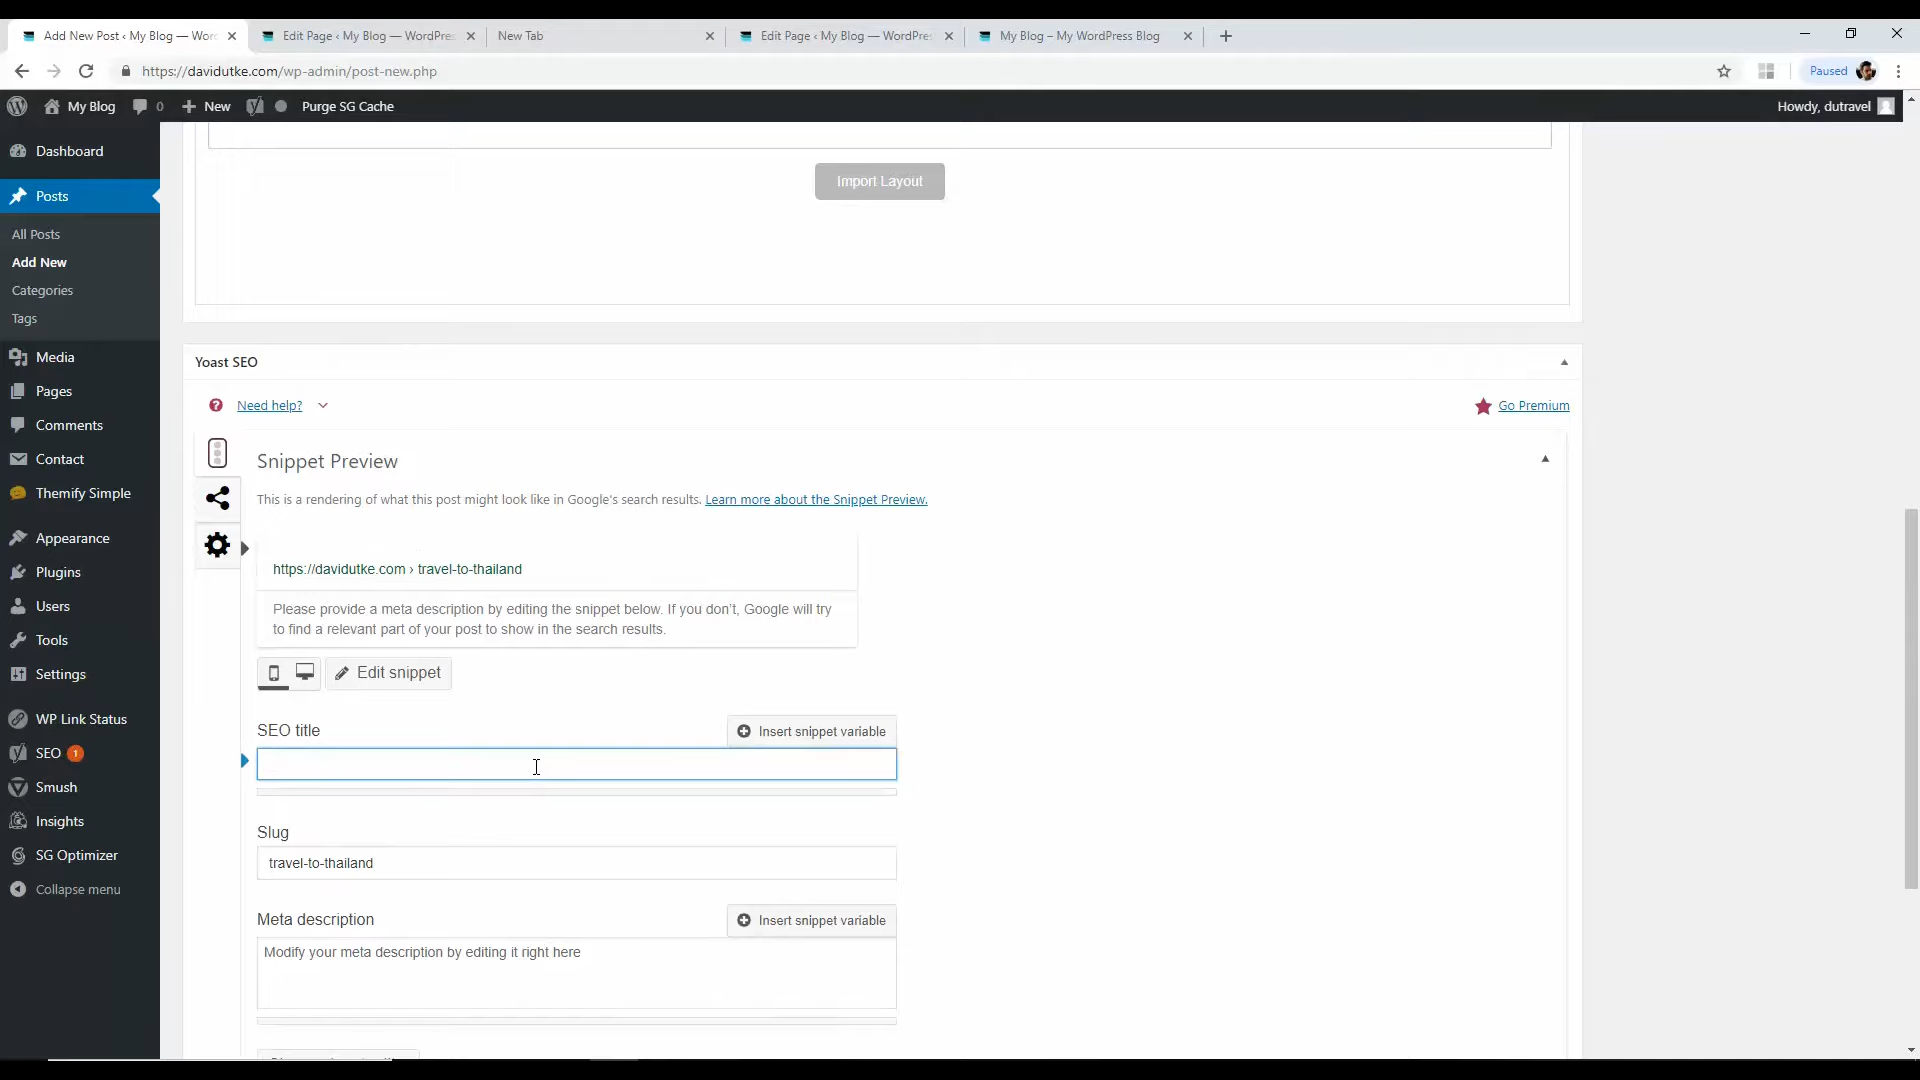 Add New Post ‹ My Blog — Wor
Edit Page ‹ My Blog — WordPres
New Tab
Edit Page ‹ My Blog — WordPres
My Blog – My WordPress Blog
https://davidutke.com/wp-admin/post-new.php
Paused
My Blog
0
New
Purge SG Cache
Howdy, dutravel
Dashboard
Posts
All Posts
Add New
Categories
Tags
Media
Pages
Comments
Contact
Themify Simple
Appearance
Plugins
Users
Tools
Settings
WP Link Status
SEO 1
Smush
Insights
SG Optimizer
Collapse menu
Import Layout
Yoast SEO
Need help?
Go Premium
Snippet Preview
This is a rendering of what this post might look like in Google's search results. Learn more about the Snippet Preview.
https://davidutke.com › travel-to-thailand
Please provide a meta description by editing the snippet below. If you don't, Google will try
to find a relevant part of your post to show in the search results.
Edit snippet
SEO title
Insert snippet variable
Slug
travel-to-thailand
Meta description
Insert snippet variable
Modify your meta description by editing it right here